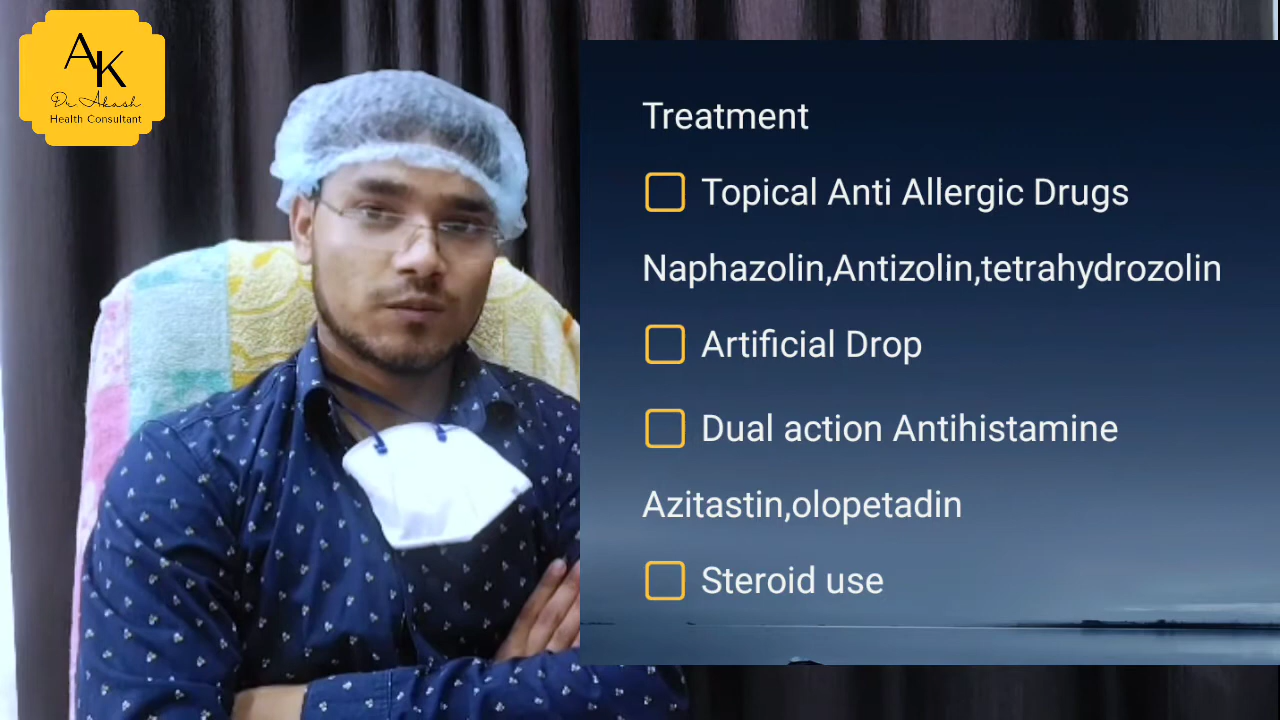 AK
Dr Akash
Health Consultant
Treatment
Topical Anti Allergic Drugs
Naphazolin,Antizolin,tetrahydrozolin
Artificial Drop
Dual action Antihistamine
Azitastin,olopetadin
Steroid use